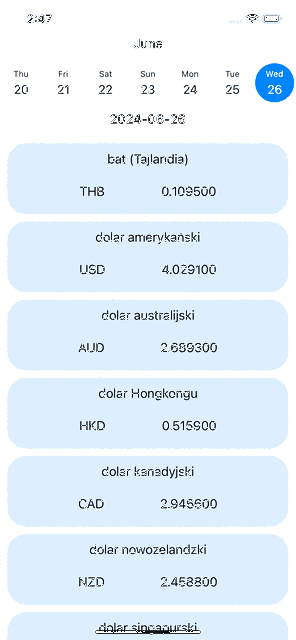 2:47
June
Thu Fri Sat Sun Mon Tue Wed
20 21 22 23 24 25 26
2024-06-26
bat (Tajlandia)
THB 0.109500
dolar amerykański
USD 4.029100
dolar australijski
AUD 2.689300
dolar Hongkongu
HKD 0.515900
dolar kanadyjski
CAD 2.945600
dolar nowozelandzki
NZD 2.458800
dolar singapurski